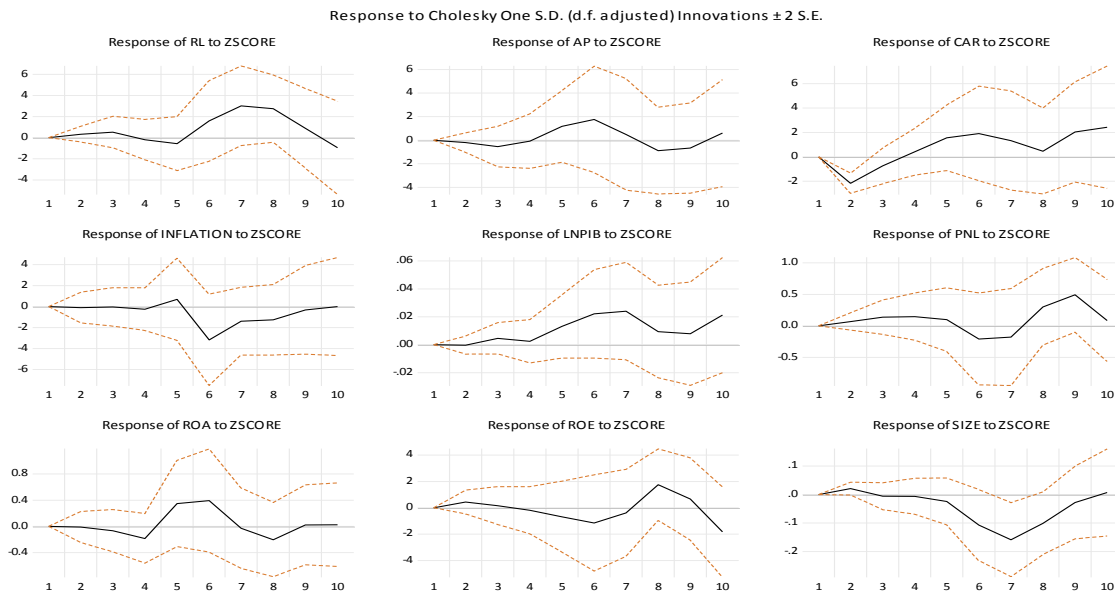 Response to Cholesky One S.D. (d.f. adjusted) Innovations ± 2 S.E.
Response of RL to ZSCORE
6
4
2
0
-2
-4
1 2 3 4 5 6 7 8 9 10
Response of AP to ZSCORE
6
4
2
0
-2
-4
1 2 3 4 5 6 7 8 9 10
Response of CAR to ZSCORE
6
4
2
0
-2
1 2 3 4 5 6 7 8 9 10
Response of INFLATION to ZSCORE
4
2
0
-2
-4
-6
1 2 3 4 5 6 7 8 9 10
Response of LNPIB to ZSCORE
.06
.04
.02
.00
-.02
1 2 3 4 5 6 7 8 9 10
Response of PNL to ZSCORE
1.0
0.5
0.0
-0.5
1 2 3 4 5 6 7 8 9 10
Response of ROA to ZSCORE
0.8
0.4
0.0
-0.4
1 2 3 4 5 6 7 8 9 10
Response of ROE to ZSCORE
4
2
0
-2
-4
1 2 3 4 5 6 7 8 9 10
Response of SIZE to ZSCORE
.1
.0
-.1
-.2
1 2 3 4 5 6 7 8 9 10